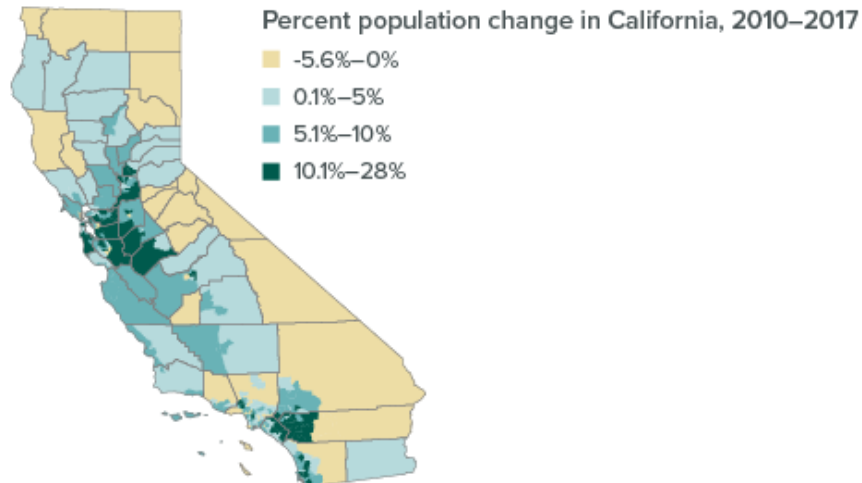 Percent population change in California, 2010–2017
-5.6%–0%
0.1%–5%
5.1%–10%
10.1%–28%